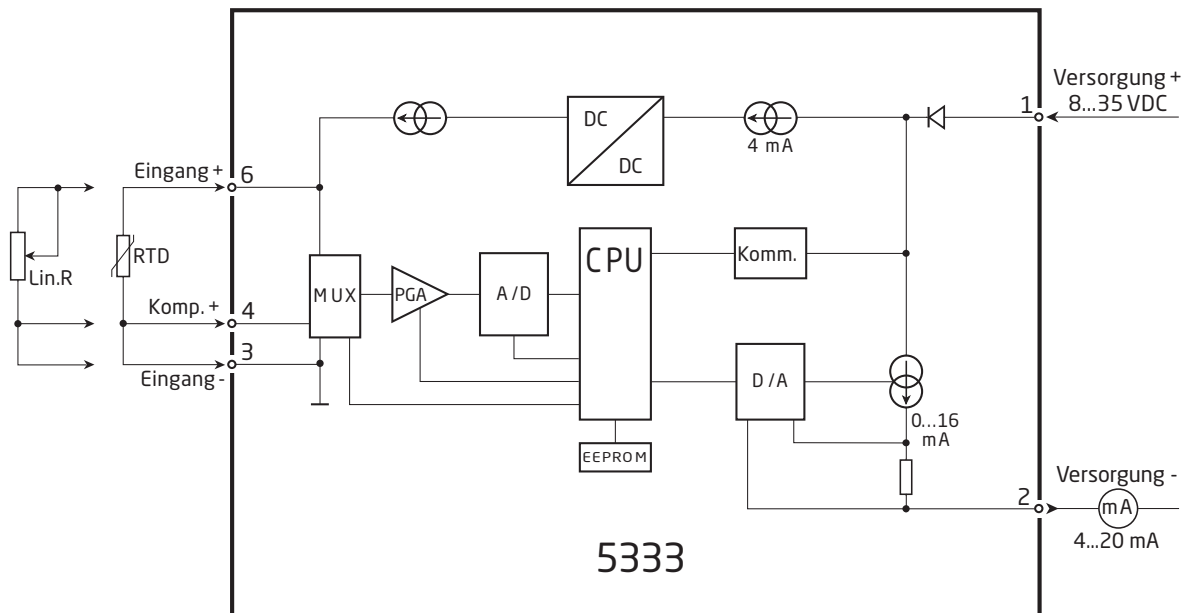 Versorgung +
8...35 VDC
1
DC
DC
4 mA
Eingang +
6
Lin.R
RTD
Komp. +
4
3
Eingang -
MUX
PGA
A/D
CPU
Komm.
D/A
0...16
mA
EEPROM
Versorgung -
2
mA
4...20 mA
5333